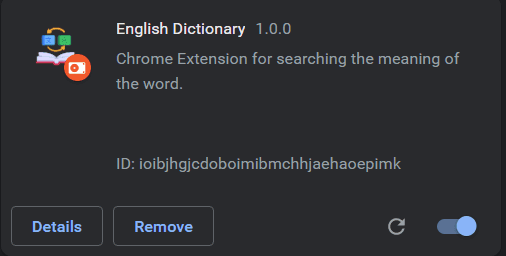 English Dictionary 1.0.0
Chrome Extension for searching the meaning of
the word.
ID: ioibjhgjcdoboimibmchhjaehaoepimk
Details
Remove